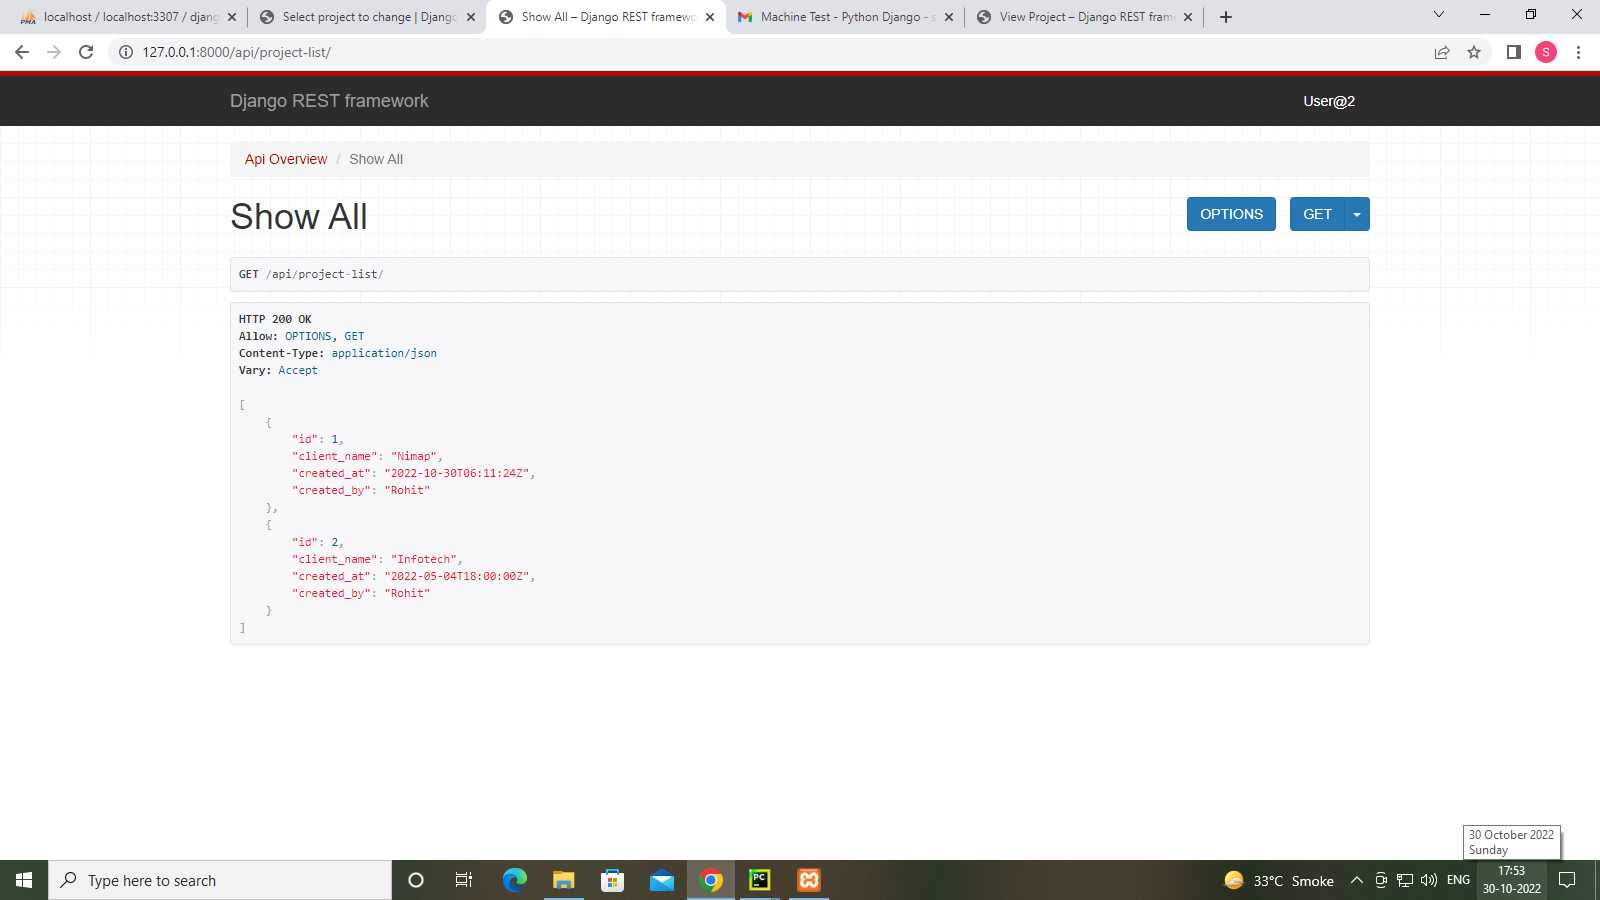 localhost / localhost:3307 / djang
Select project to change | Django
Show All – Django REST framewo
Machine Test - Python Django - s
View Project – Django REST fram
127.0.0.1:8000/api/project-list/
S
Django REST framework
User@2
Api Overview / Show All
Show All
OPTIONS
GET
GET /api/project-list/
HTTP 200 OK
Allow: OPTIONS, GET
Content-Type: application/json
Vary: Accept
[
{
"id": 1,
"client_name": "Nimap",
"created_at": "2022-10-30T06:11:24Z",
"created_by": "Rohit"
},
{
"id": 2,
"client_name": "Infotech",
"created_at": "2022-05-04T18:00:00Z",
"created_by": "Rohit"
}
]
30 October 2022
Sunday
Type here to search
PC
33°C Smoke
ENG
17:53
30-10-2022